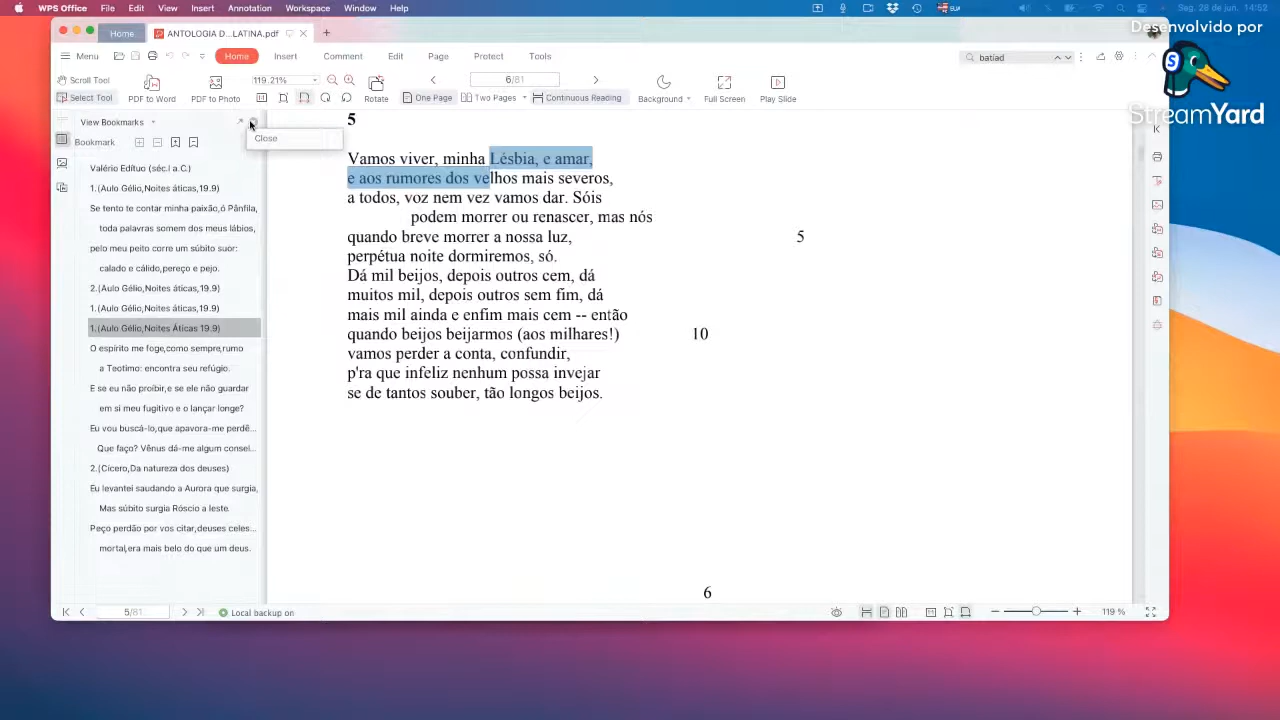 WPS Office File Edit View Insert Annotation Workspace Window Help
Seg. 28 de jun. 14:52
Desenvolvido por
StreamYard
Home
ANTOLOGIA D...LATINA.pdf
Menu
Home Insert Comment Edit Page Protect Tools
batíad
Scroll Tool
Select Tool
PDF to Word
PDF to Photo
119.21%
Rotate
6/81
One Page
Two Pages
Continuous Reading
Background
Full Screen
Play Slide
View Bookmarks
Close
Bookmark
Valério Edítuo (séc.I a.C.)
1.(Aulo Gélio,Noites áticas,19.9)
Se tento te contar minha paixão,ó Pânfila,
toda palavras somem dos meus lábios,
pelo meu peito corre um súbito suor:
calado e cálido,pereço e pejo.
2.(Aulo Gélio,Noites áticas,19.9)
1.(Aulo Gélio,Noites áticas,19.9)
1.(Aulo Gélio,Noites Áticas 19.9)
O espírito me foge,como sempre,rumo
a Teotimo: encontra seu refúgio.
E se eu não proibir,e se ele não guardar
em si meu fugitivo e o lançar longe?
Eu vou buscá-lo,que apavora-me perdê...
Que faço? Vênus dá-me algum consel...
2.(Cícero,Da natureza dos deuses)
Eu levantei saudando a Aurora que surgia,
Mas súbito surgia Róscio a leste.
Peço perdão por vos citar,deuses celes...
mortal,era mais belo do que um deus.
5
Vamos viver, minha Lésbia, e amar,
e aos rumores dos velhos mais severos,
a todos, voz nem vez vamos dar. Sóis
podem morrer ou renascer, mas nós
quando breve morrer a nossa luz, 5
perpétua noite dormiremos, só.
Dá mil beijos, depois outros cem, dá
muitos mil, depois outros sem fim, dá
mais mil ainda e enfim mais cem -- então
quando beijos beijarmos (aos milhares!) 10
vamos perder a conta, confundir,
p'ra que infeliz nenhum possa invejar
se de tantos souber, tão longos beijos.
6
5/81
Local backup on
119 %